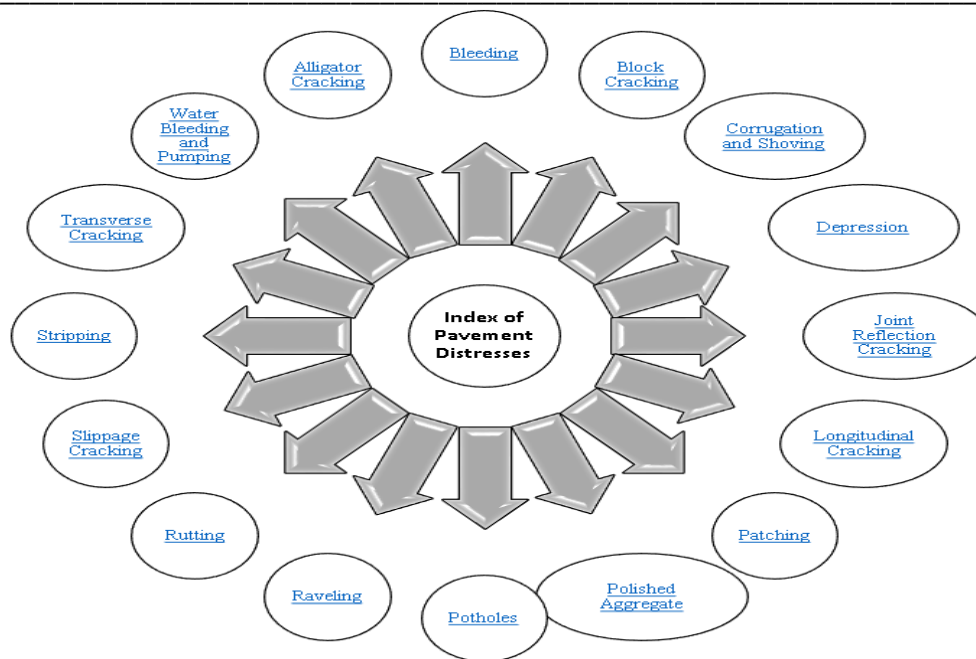 Bleeding
Block
Cracking
Corrugation
and Shoving
Depression
Joint
Reflection
Cracking
Longitudinal
Cracking
Patching
Polished
Aggregate
Potholes
Raveling
Rutting
Slippage
Cracking
Stripping
Transverse
Cracking
Water
Bleeding
and
Pumping
Alligator
Cracking
Index of
Pavement
Distresses